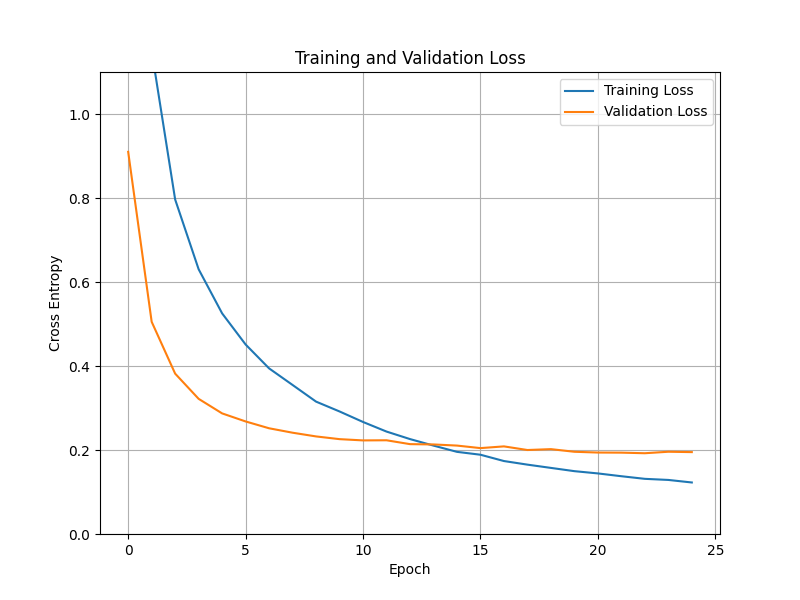 Training and Validation Loss
Training Loss
Validation Loss
1.0
0.8
0.6
0.4
0.2
0.0
Cross Entropy
0 5 10 15 20 25
Epoch